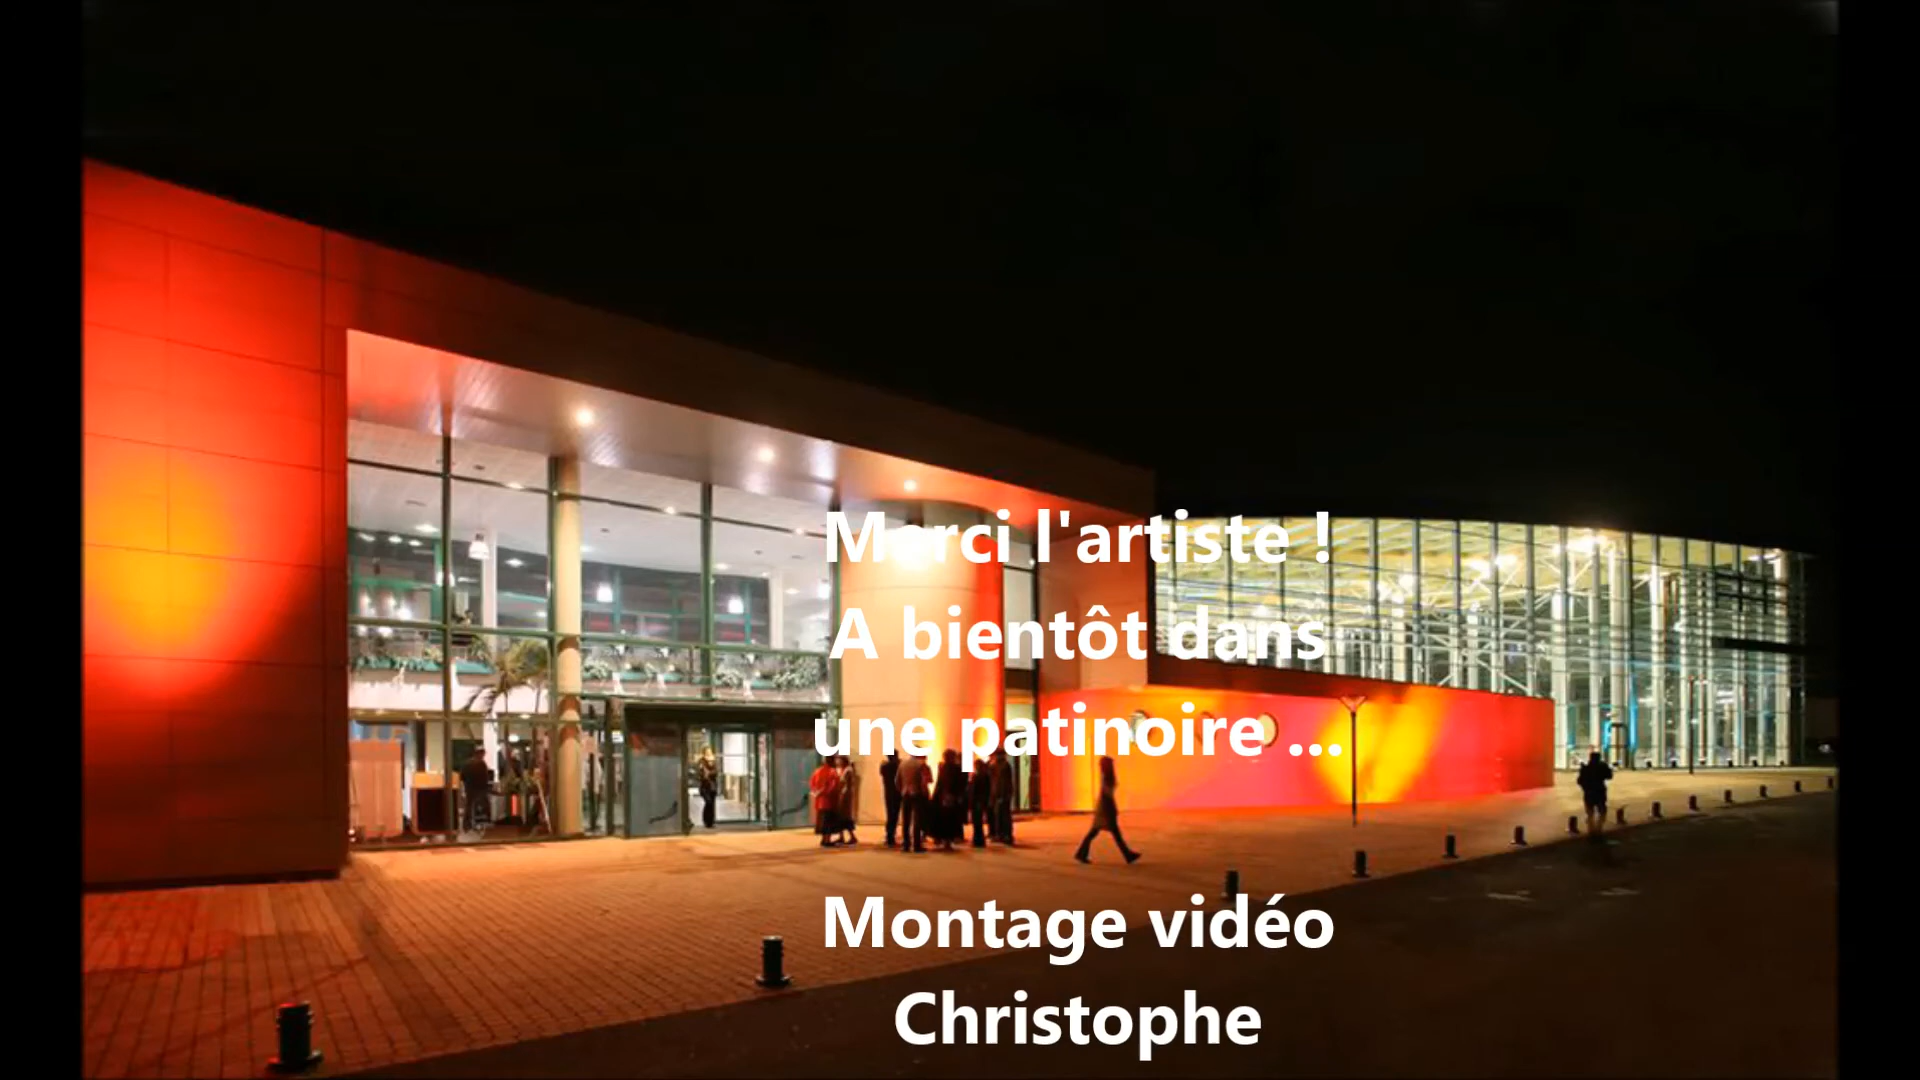 Merci l'artiste !
A bientôt dans
une patinoire ...
Montage vidéo
Christophe